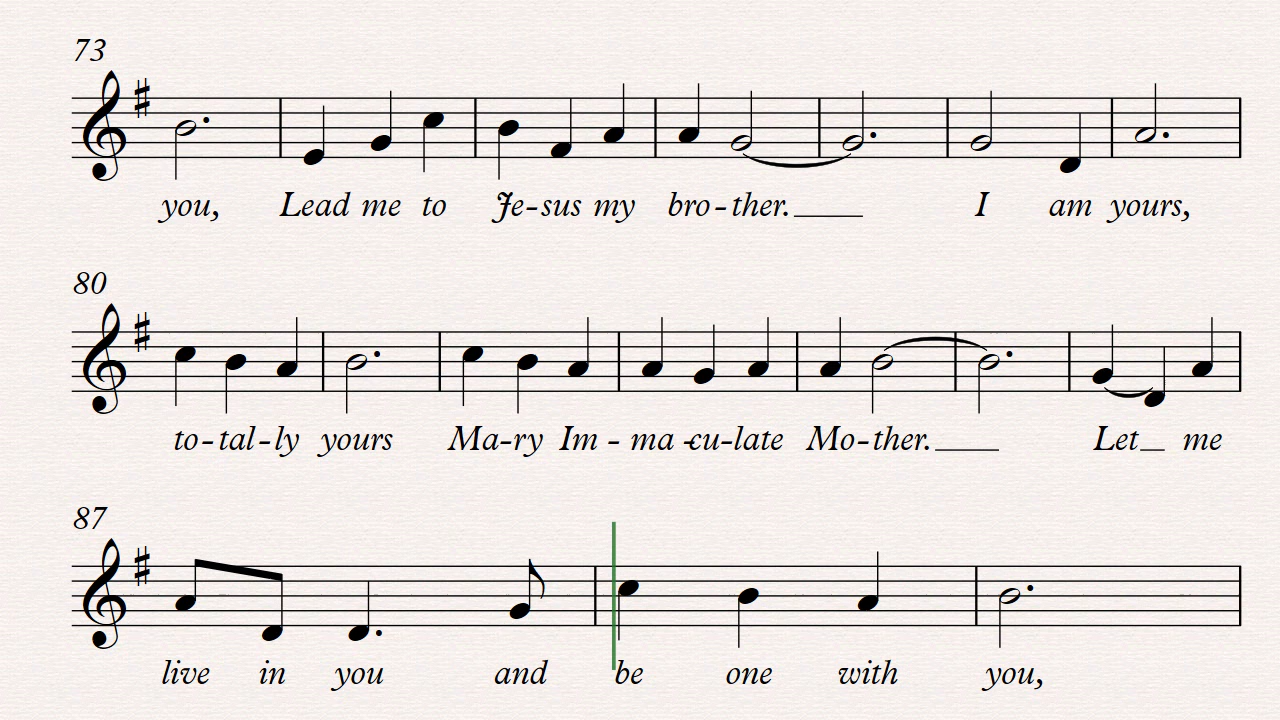 73
you, Lead me to Je-sus my bro-ther. I am yours,
80
to-tal-ly yours Ma-ry Im - ma -cu-late Mo-ther. Let me
87
live in you and be one with you,